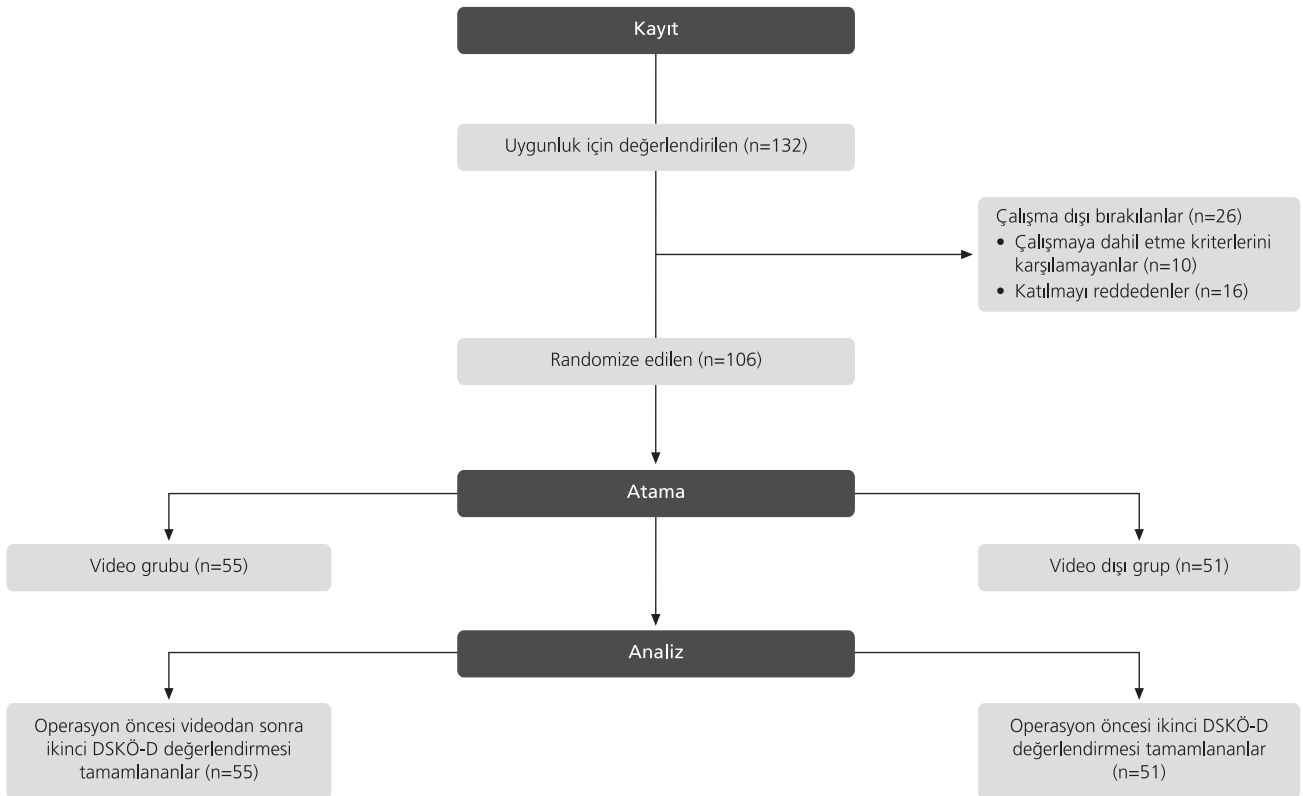 Kayıt
Uygunluk için değerlendirilen (n=132)
Çalışma dışı bırakılanlar (n=26)
• Çalışmaya dahil etme kriterlerini
karşılamayanlar (n=10)
• Katılmayı reddedenler (n=16)
Randomize edilen (n=106)
Atama
Video grubu (n=55)
Video dışı grup (n=51)
Analiz
Operasyon öncesi videodan sonra
ikinci DSKÖ-D değerlendirmesi
tamamlananlar (n=55)
Operasyon öncesi ikinci DSKÖ-D
değerlendirmesi tamamlananlar
(n=51)